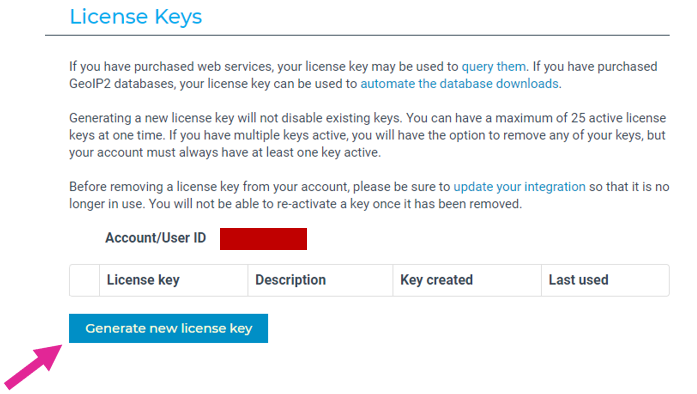 License Keys
If you have purchased web services, your license key may be used to query them. If you have purchased
GeoIP2 databases, your license key can be used to automate the database downloads.
Generating a new license key will not disable existing keys. You can have a maximum of 25 active license
keys at one time. If you have multiple keys active, you will have the option to remove any of your keys, but
your account must always have at least one key active.
Before removing a license key from your account, please be sure to update your integration so that it is no
longer in use. You will not be able to re-activate a key once it has been removed.
Account/User ID
License key Description Key created Last used
Generate new license key